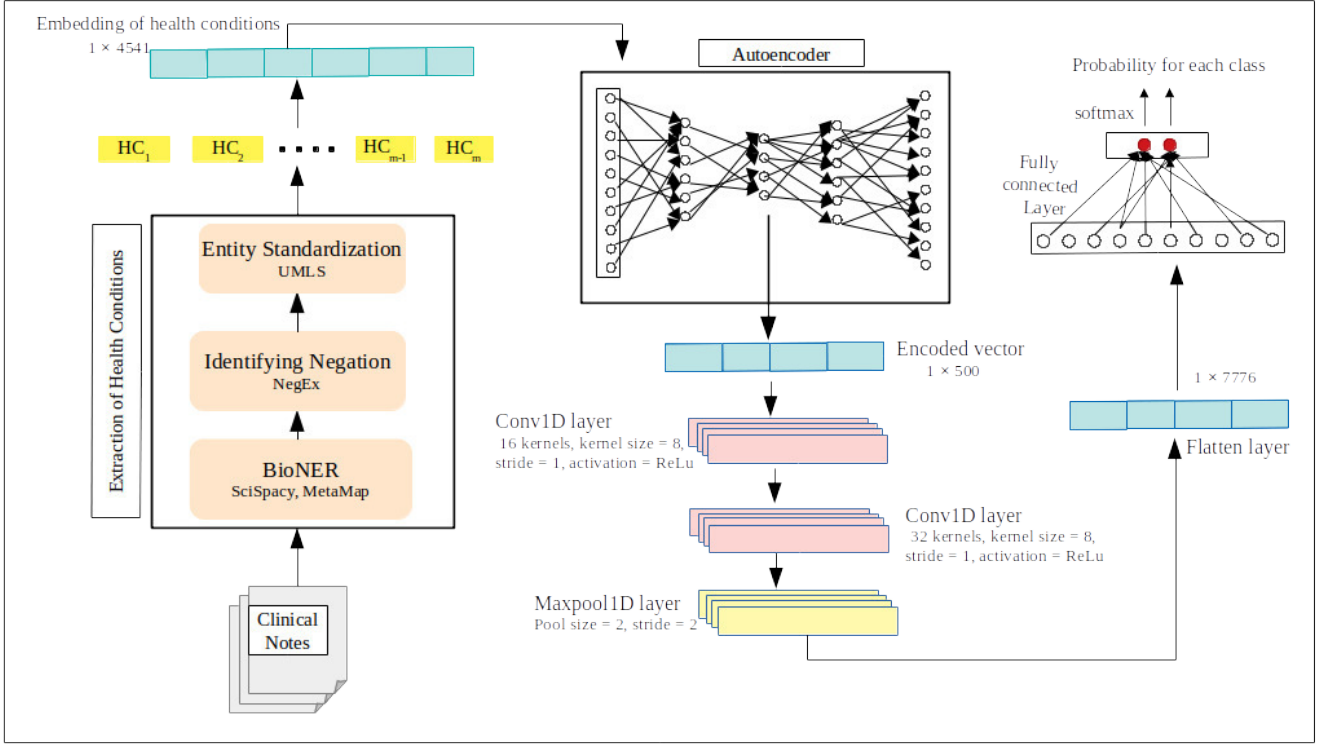 Embedding of health conditions
1 × 4541
HC1
HC2
HCm-1
HCm
Extraction of Health Conditions
Entity Standardization
UMLS
Identifying Negation
NegEx
BioNER
SciSpacy, MetaMap
Clinical
Notes
Autoencoder
Encoded vector
1 × 500
Conv1D layer
16 kernels, kernel size = 8,
stride = 1, activation = ReLu
Conv1D layer
32 kernels, kernel size = 8,
stride = 1, activation = ReLu
Maxpool1D layer
Pool size = 2, stride = 2
Probability for each class
softmax
Fully
connected
Layer
1 × 7776
Flatten layer